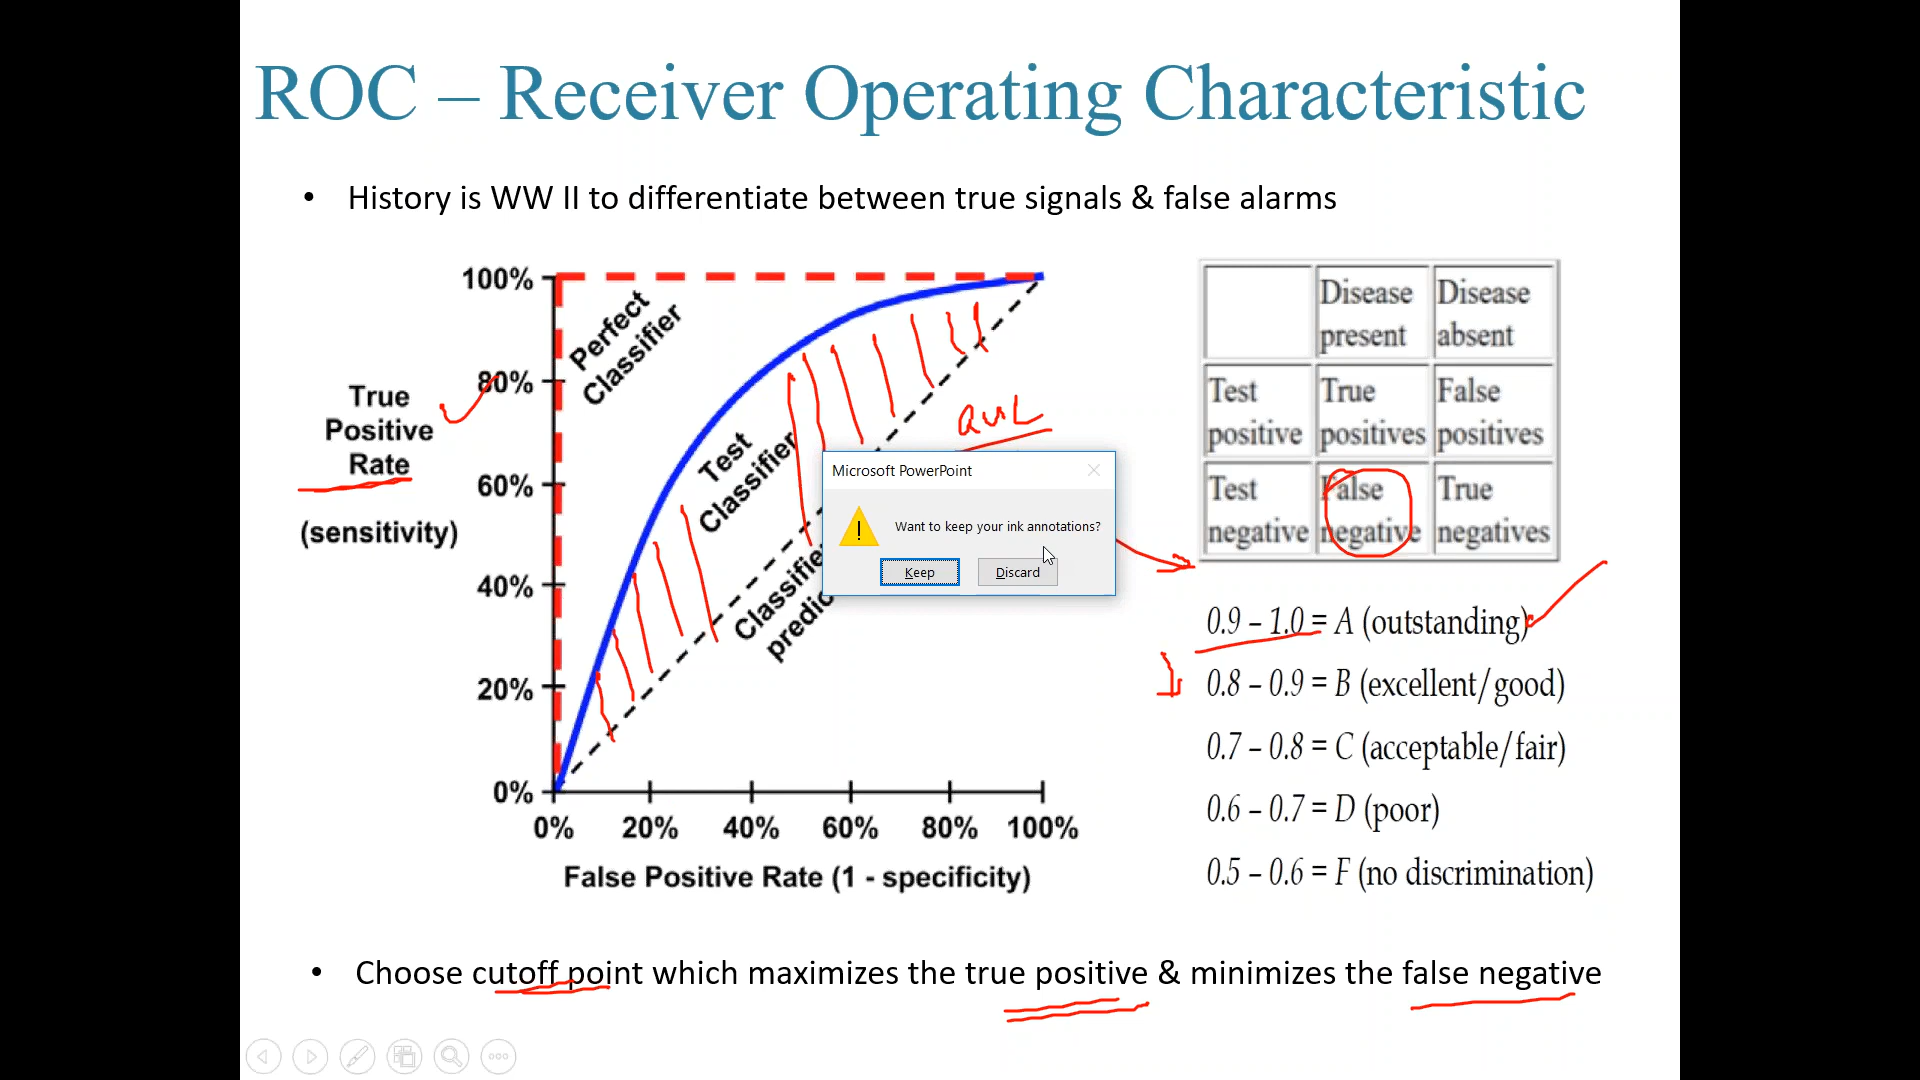 ROC – Receiver Operating Characteristic
• History is WW II to differentiate between true signals & false alarms
100%
80%
60%
40%
20%
0%
True
Positive
Rate
(sensitivity)
Perfect
Classifier
Test
Classifier
0% 20% 40% 60% 80% 100%
False Positive Rate (1 - specificity)
Microsoft PowerPoint
Want to keep your ink annotations?
Keep Discard
Disease present Disease absent
Test positive True positives False positives
Test negative False negative True negatives
0.9 – 1.0 = A (outstanding)
0.8 – 0.9 = B (excellent/good)
0.7 – 0.8 = C (acceptable/fair)
0.6 – 0.7 = D (poor)
0.5 – 0.6 = F (no discrimination)
• Choose cutoff point which maximizes the true positive & minimizes the false negative